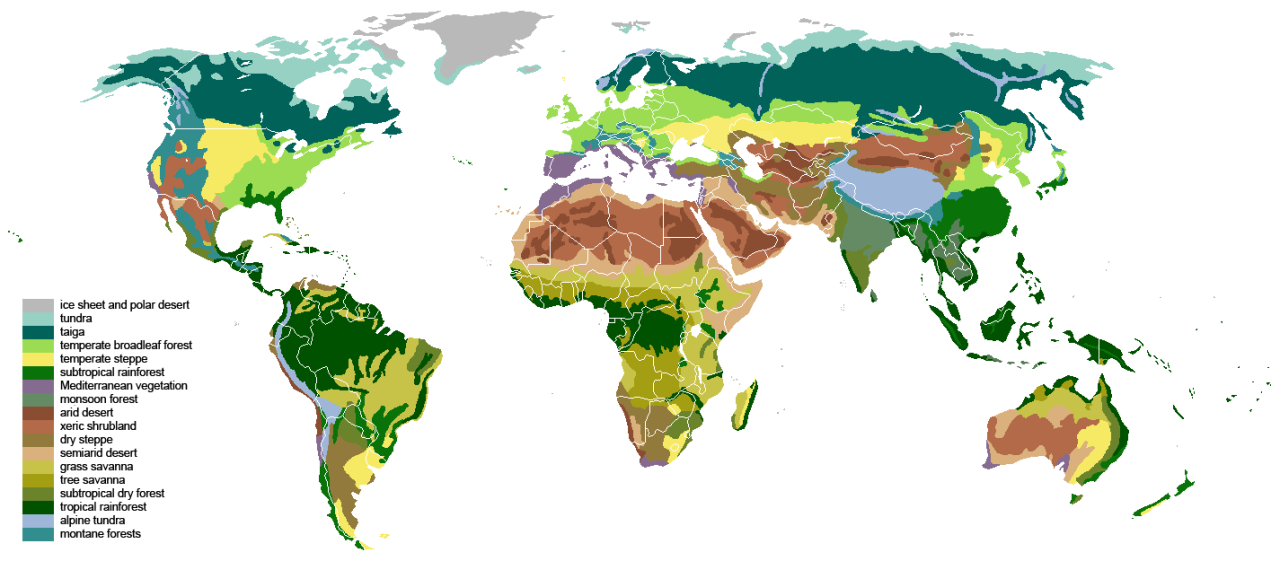 ice sheet and polar desert
tundra
taiga
temperate broadleaf forest
temperate steppe
subtropical rainforest
Mediterranean vegetation
monsoon forest
arid desert
xeric shrubland
dry steppe
semiarid desert
grass savanna
tree savanna
subtropical dry forest
tropical rainforest
alpine tundra
montane forests